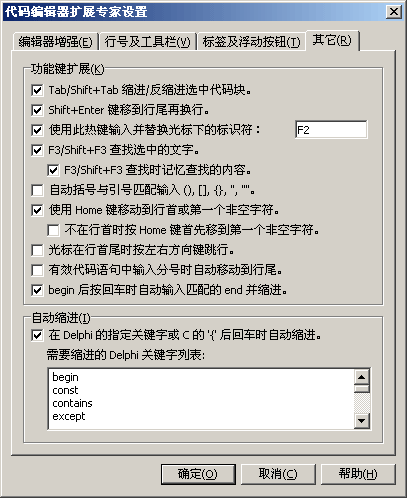 代码编辑器扩展专家设置
编辑器增强(E) 行号及工具栏(V) 标签及浮动按钮(T) 其它(R)
功能键扩展(K)
Tab/Shift+Tab 缩进/反缩进选中代码块。
Shift+Enter 键移到行尾再换行。
使用此热键输入并替换光标下的标识符： F2
F3/Shift+F3 查找选中的文字。
F3/Shift+F3 查找时记忆查找的内容。
自动括号与引号匹配输入 (), [], {}, '', "".
使用 Home 键移动到行首或第一个非空字符。
不在行首时按 Home 键首先移到第一个非空字符。
光标在行首尾时按左右方向键跳行。
有效代码语句中输入分号时自动移动到行尾。
begin 后按回车时自动输入匹配的 end 并缩进。
自动缩进(I)
在 Delphi 的指定关键字或 C 的 '{' 后回车时自动缩进。
需要缩进的 Delphi 关键字列表:
begin
const
contains
except
确定(O) 取消(C) 帮助(H)